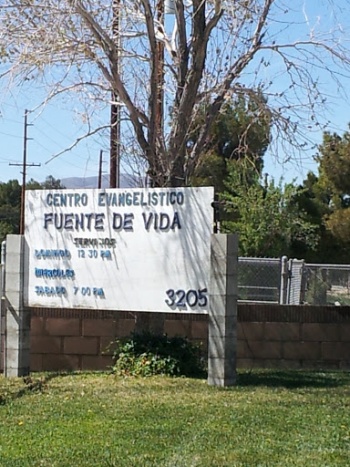 CENTRO EVANGELISTICO
FUENTE DE VIDA
SERVICIOS
DOMINGO 12 30 PM
MIERCOLES
SABADO 7 00 PM
3205